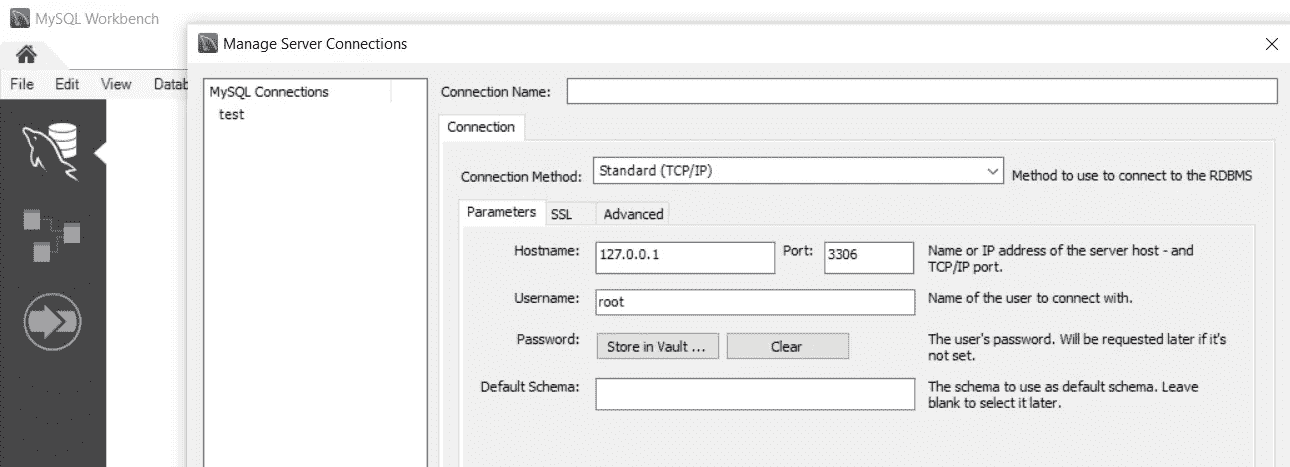 MySQL Workbench
Manage Server Connections
File Edit View Datab
MySQL Connections
test
Connection Name:
Connection
Connection Method: Standard (TCP/IP) Method to use to connect to the RDBMS
Parameters SSL Advanced
Hostname: 127.0.0.1 Port: 3306 Name or IP address of the server host - and
TCP/IP port.
Username: root Name of the user to connect with.
Password: Store in Vault ... Clear The user's password. Will be requested later if it's
not set.
Default Schema: The schema to use as default schema. Leave
blank to select it later.